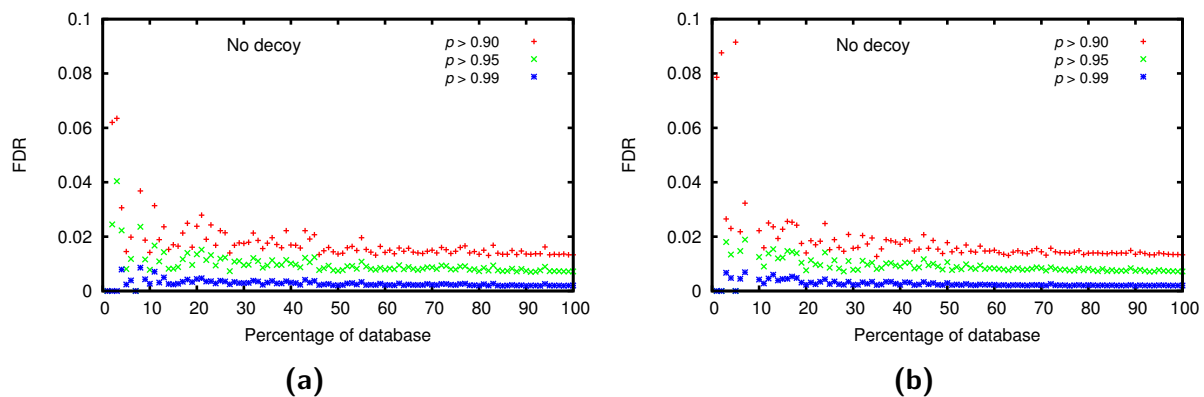 0.1
0.08
0.06
0.04
0.02
0
FDR
No decoy
p > 0.90
p > 0.95
p > 0.99
0 10 20 30 40 50 60 70 80 90 100
Percentage of database
(a)
0.1
0.08
0.06
0.04
0.02
0
FDR
No decoy
p > 0.90
p > 0.95
p > 0.99
0 10 20 30 40 50 60 70 80 90 100
Percentage of database
(b)